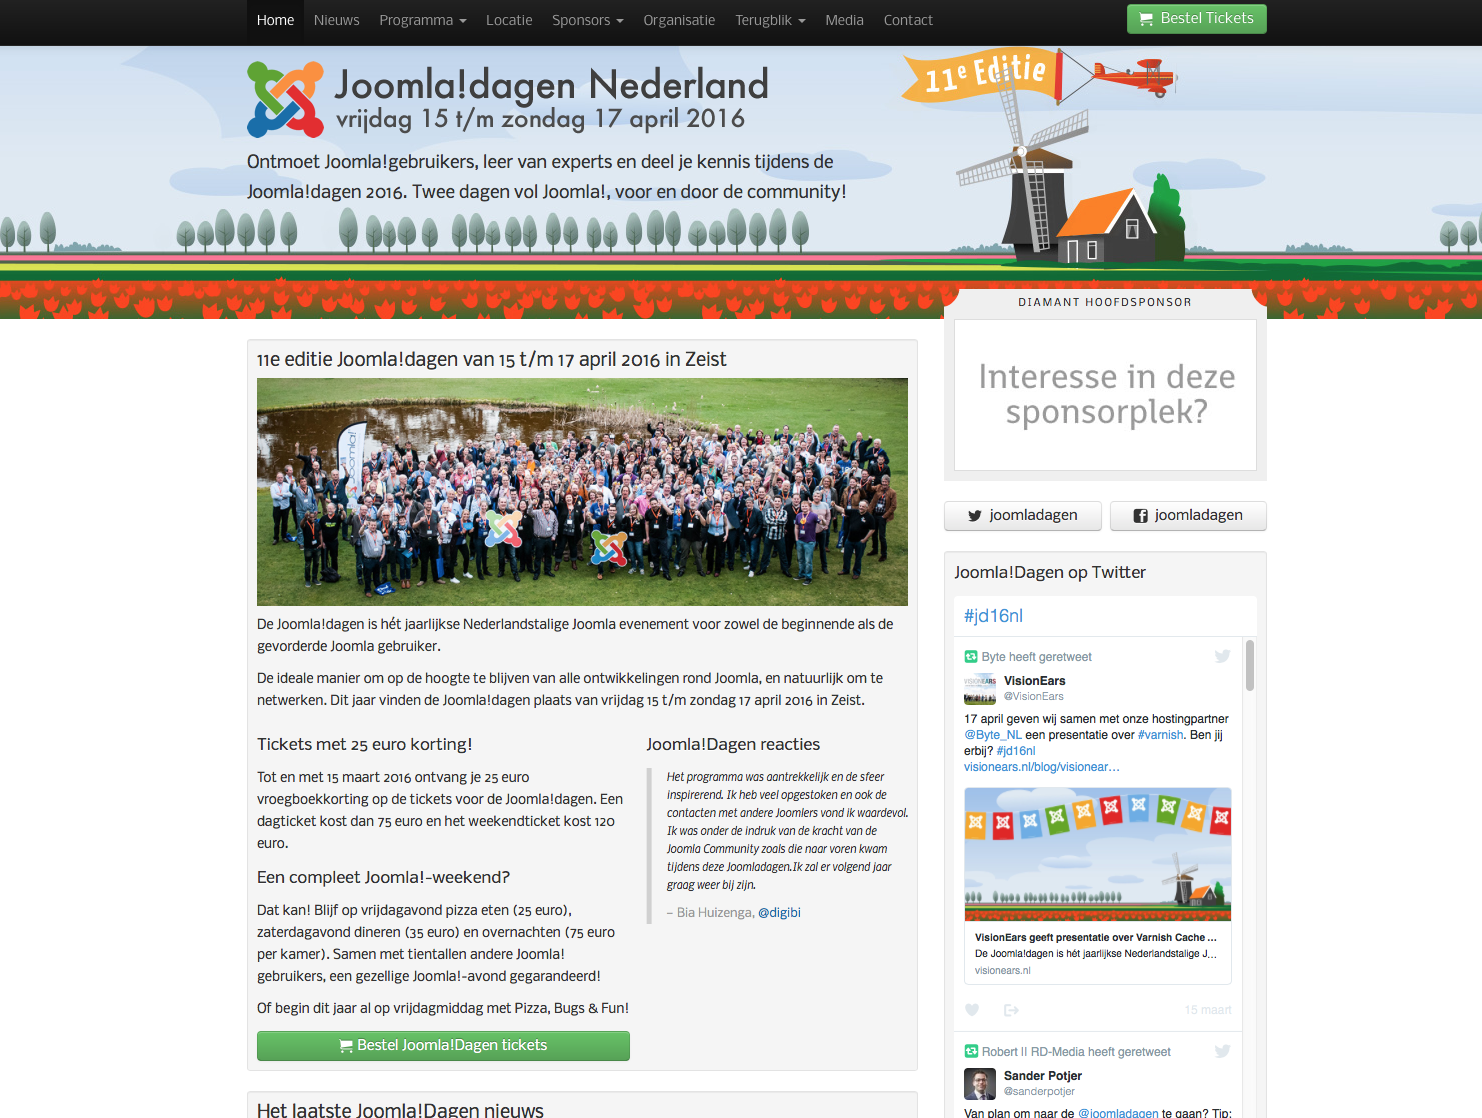 Home Nieuws Programma Locatie Sponsors Organisatie Terugblik Media Contact Bestel Tickets
11e Editie
Joomla!dagen Nederland
vrijdag 15 t/m zondag 17 april 2016
Ontmoet Joomla!gebruikers, leer van experts en deel je kennis tijdens de
Joomla!dagen 2016. Twee dagen vol Joomla!, voor en door de community!
DIAMANT HOOFDSPONSOR
Interesse in deze
sponsorplek?
11e editie Joomla!dagen van 15 t/m 17 april 2016 in Zeist
Joomla!
De Joomla!dagen is hét jaarlijkse Nederlandstalige Joomla evenement voor zowel de beginnende als de
gevorderde Joomla gebruiker.
De ideale manier om op de hoogte te blijven van alle ontwikkelingen rond Joomla, en natuurlijk om te
netwerken. Dit jaar vinden de Joomla!dagen plaats van vrijdag 15 t/m zondag 17 april 2016 in Zeist.
Tickets met 25 euro korting!
Tot en met 15 maart 2016 ontvang je 25 euro
vroegboekkorting op de tickets voor de Joomla!dagen. Een
dagticket kost dan 75 euro en het weekendticket kost 120
euro.
Een compleet Joomla!-weekend?
Dat kan! Blijf op vrijdagavond pizza eten (25 euro),
zaterdagavond dineren (35 euro) en overnachten (75 euro
per kamer). Samen met tientallen andere Joomla!
gebruikers, een gezellige Joomla!-avond gegarandeerd!
Of begin dit jaar al op vrijdagmiddag met Pizza, Bugs & Fun!
Bestel Joomla!Dagen tickets
Joomla!Dagen reacties
Het programma was aantrekkelijk en de sfeer
inspirerend. Ik heb veel opgestoken en ook de
contacten met andere Joomlers vond ik waardevol.
Ik was onder de indruk van de kracht van de
Joomla Community zoals die naar voren kwam
tijdens deze Joomladagen.Ik zal er volgend jaar
graag weer bij zijn.
– Bia Huizenga, @digibi
Het laatste Joomla!Dagen nieuws
joomladagen joomladagen
Joomla!Dagen op Twitter
#jd16nl
Byte heeft geretweet
VisionEars
@VisionEars
17 april geven wij samen met onze hostingpartner
@Byte_NL een presentatie over #varnish. Ben jij
erbij? #jd16nl
visionears.nl/blog/visionear…
VisionEars geeft presentatie over Varnish Cache ...
De Joomla!dagen is hét jaarlijkse Nederlandstalige J...
visionears.nl
15 maart
Robert II RD-Media heeft geretweet
Sander Potjer
@sanderpotjer
Van plan om naar de @joomladagen te gaan? Tip: